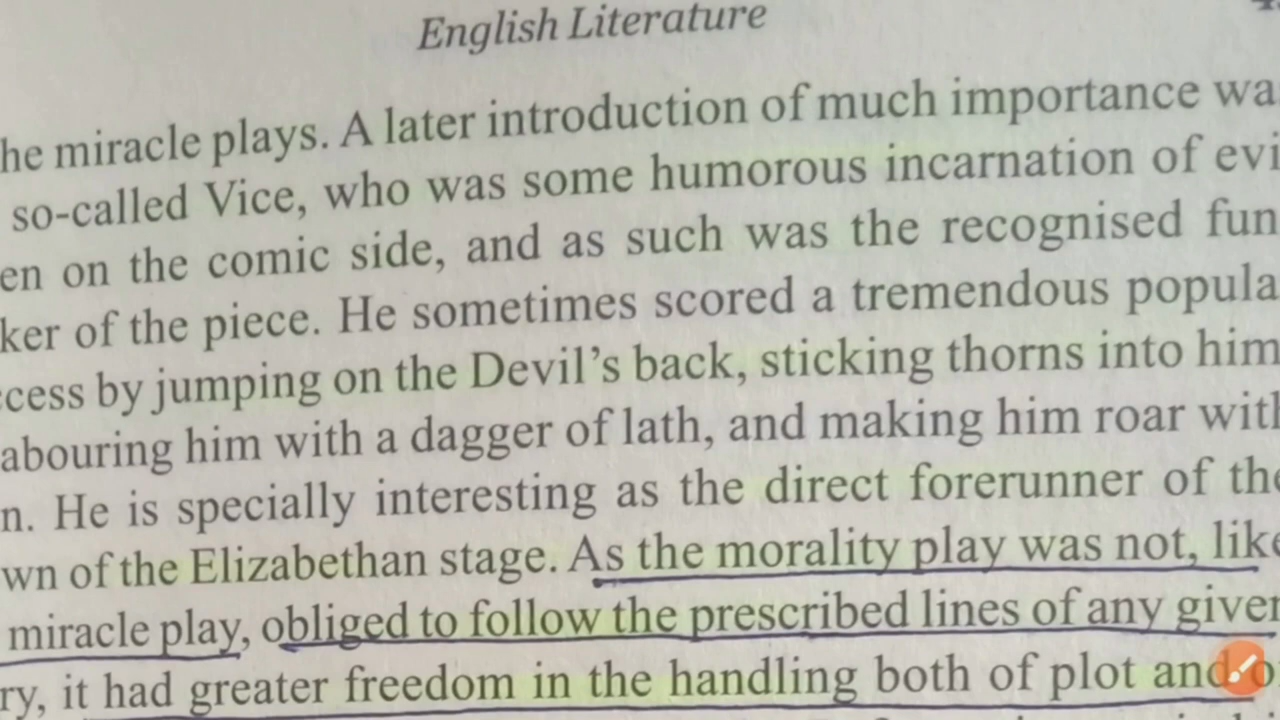 English Literature
he miracle plays. A later introduction of much importance wa
so-called Vice, who was some humorous incarnation of evi
en on the comic side, and as such was the recognised fun
ker of the piece. He sometimes scored a tremendous popula
cess by jumping on the Devil's back, sticking thorns into him
abouring him with a dagger of lath, and making him roar with
n. He is specially interesting as the direct forerunner of the
wn of the Elizabethan stage. As the morality play was not, like
miracle play, obliged to follow the prescribed lines of any given
ry, it had greater freedom in the handling both of plot and o